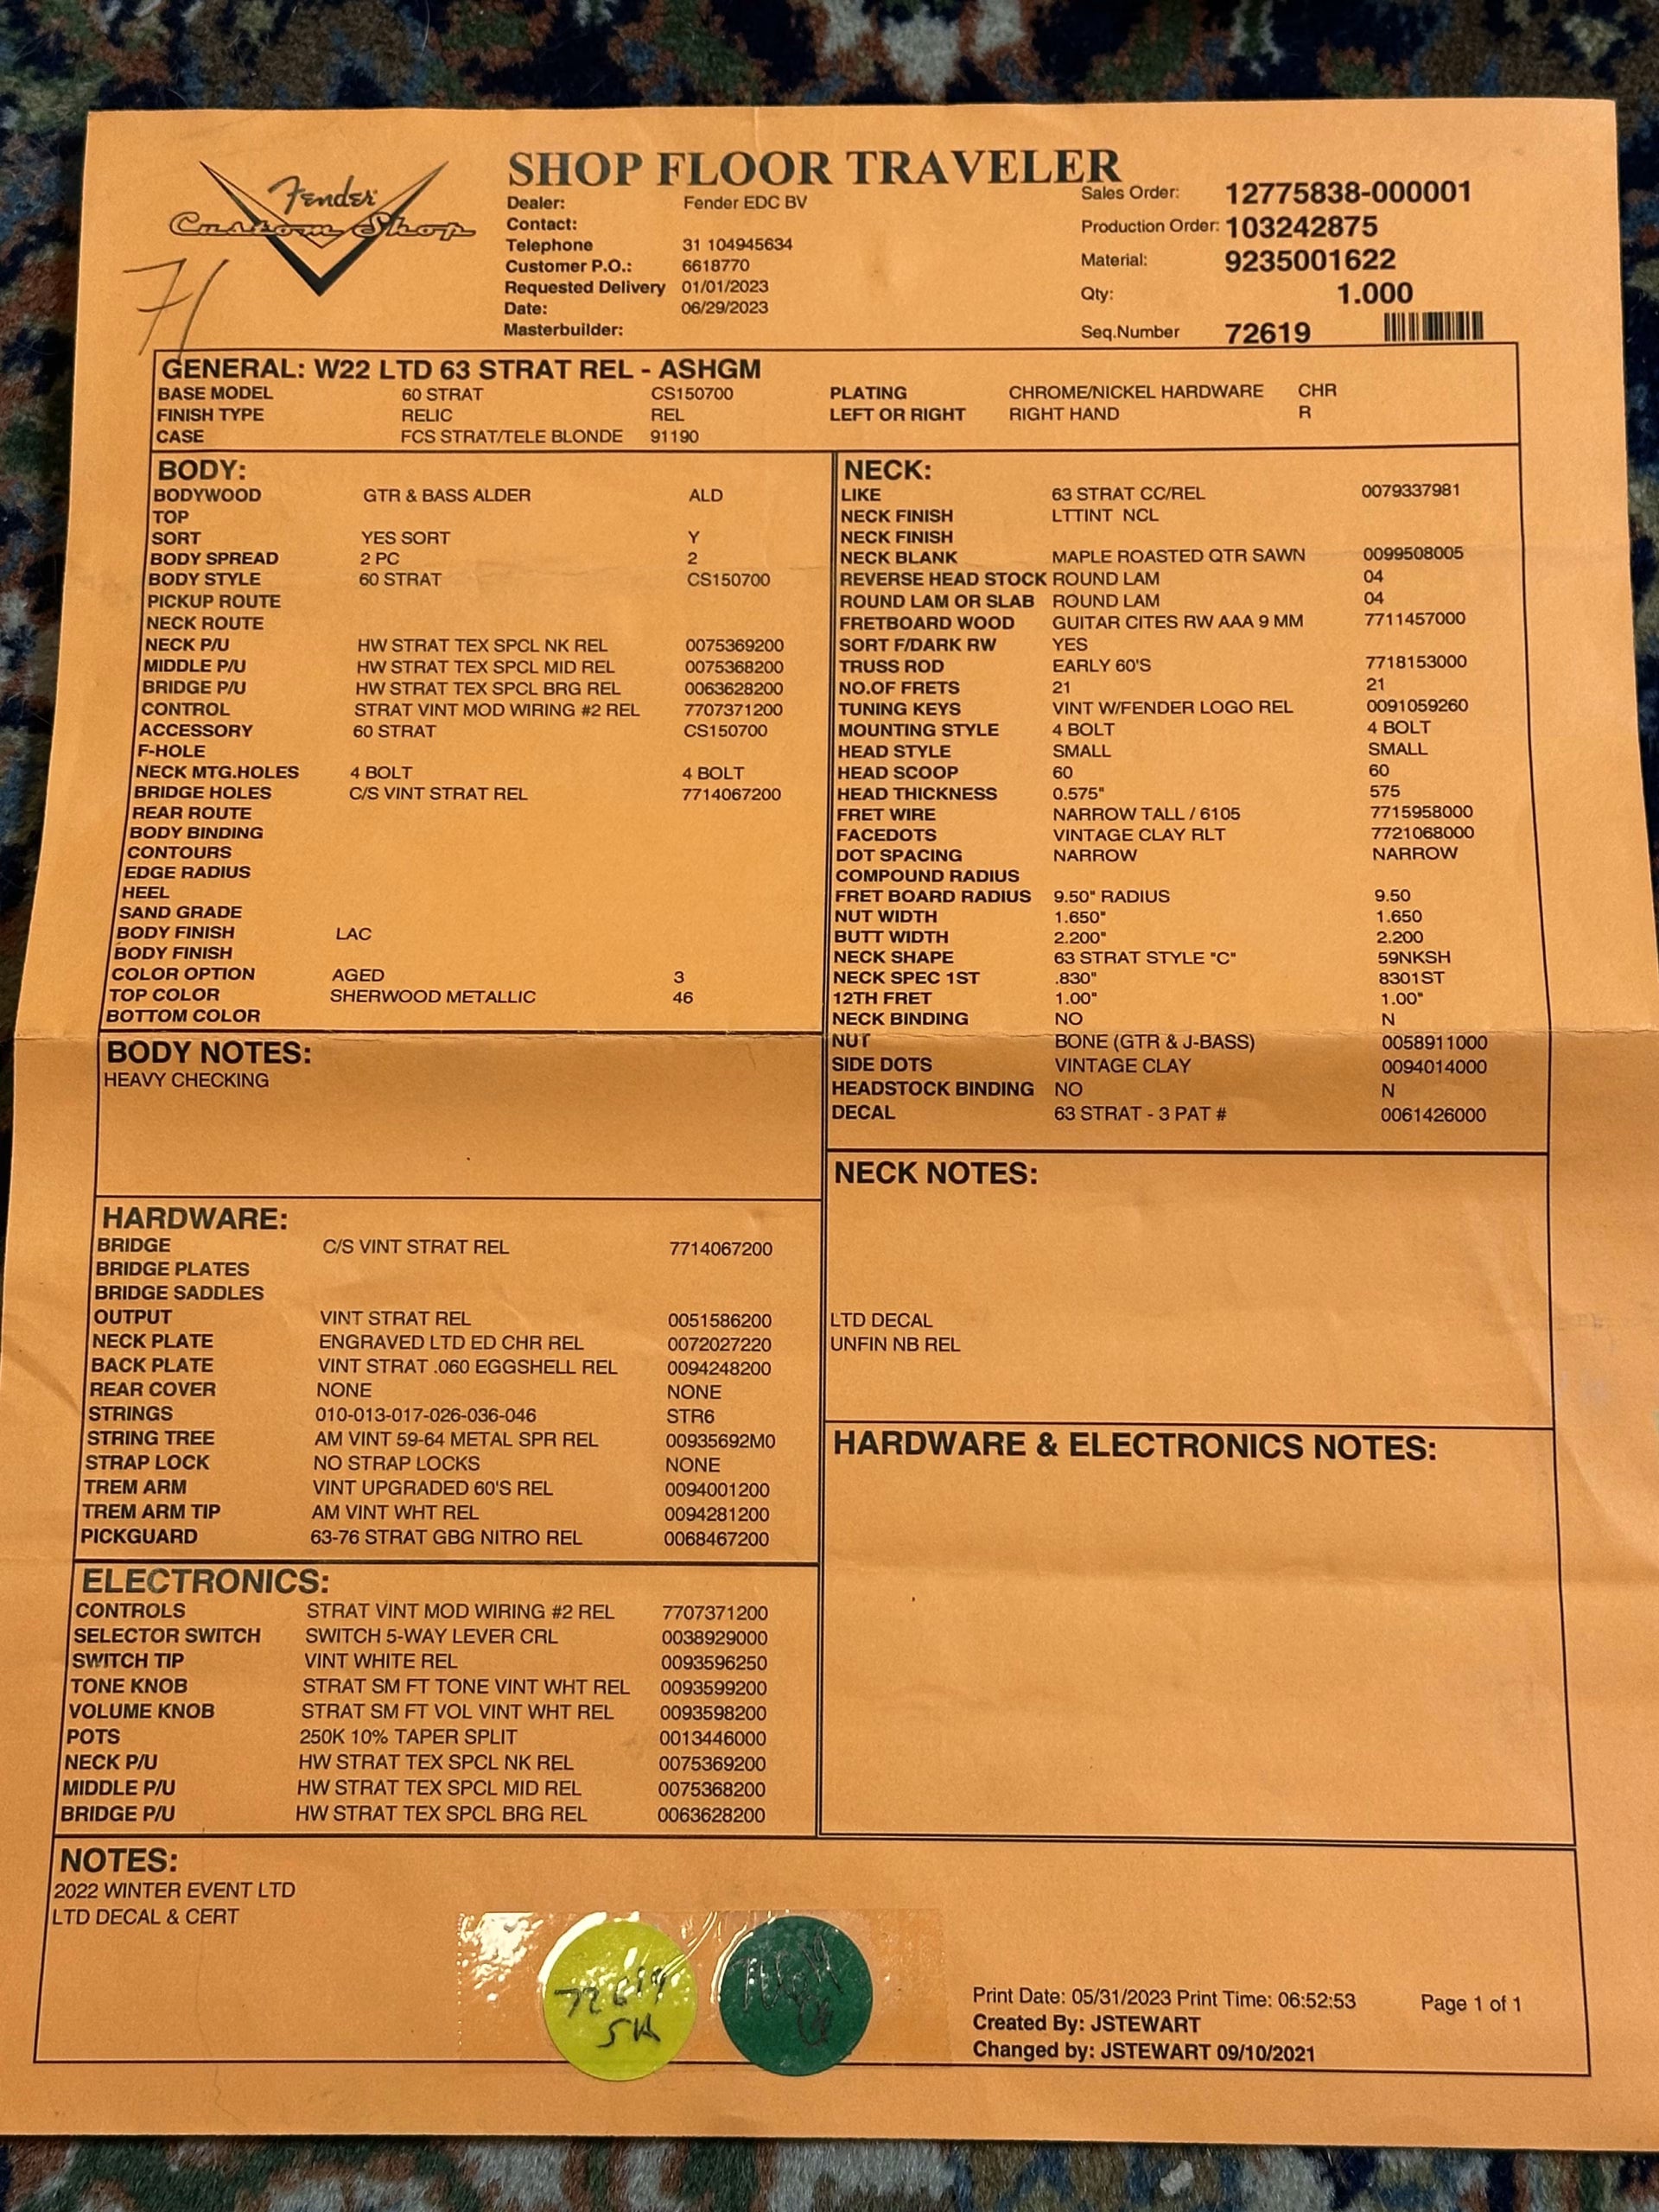 Fender
Custom Shop
71
SHOP FLOOR TRAVELER
Dealer: Fender EDC BV
Contact:
Telephone 31 104945634
Customer P.O.: 6618770
Requested Delivery 01/01/2023
Date: 06/29/2023
Masterbuilder:
Sales Order: 12775838-000001
Production Order: 103242875
Material: 9235001622
Qty: 1.000
Seq.Number 72619
GENERAL: W22 LTD 63 STRAT REL - ASHGM
BASE MODEL 60 STRAT CS150700 PLATING CHROME/NICKEL HARDWARE CHR
FINISH TYPE RELIC REL LEFT OR RIGHT RIGHT HAND R
CASE FCS STRAT/TELE BLONDE 91190
BODY:
BODYWOOD GTR & BASS ALDER ALD
TOP
SORT YES SORT Y
BODY SPREAD 2 PC 2
BODY STYLE 60 STRAT CS150700
PICKUP ROUTE
NECK ROUTE
NECK P/U HW STRAT TEX SPCL NK REL 0075369200
MIDDLE P/U HW STRAT TEX SPCL MID REL 0075368200
BRIDGE P/U HW STRAT TEX SPCL BRG REL 0063628200
CONTROL STRAT VINT MOD WIRING #2 REL 7707371200
ACCESSORY 60 STRAT CS150700
F-HOLE
NECK MTG.HOLES 4 BOLT 4 BOLT
BRIDGE HOLES C/S VINT STRAT REL 7714067200
REAR ROUTE
BODY BINDING
CONTOURS
EDGE RADIUS
HEEL
SAND GRADE
BODY FINISH LAC
BODY FINISH
COLOR OPTION AGED 3
TOP COLOR SHERWOOD METALLIC 46
BOTTOM COLOR
BODY NOTES:
HEAVY CHECKING
HARDWARE:
BRIDGE C/S VINT STRAT REL 7714067200
BRIDGE PLATES
BRIDGE SADDLES
OUTPUT VINT STRAT REL 0051586200
NECK PLATE ENGRAVED LTD ED CHR REL 0072027220
BACK PLATE VINT STRAT .060 EGGSHELL REL 0094248200
REAR COVER NONE NONE
STRINGS 010-013-017-026-036-046 STR6
STRING TREE AM VINT 59-64 METAL SPR REL 00935692M0
STRAP LOCK NO STRAP LOCKS NONE
TREM ARM VINT UPGRADED 60'S REL 0094001200
TREM ARM TIP AM VINT WHT REL 0094281200
PICKGUARD 63-76 STRAT GBG NITRO REL 0068467200
ELECTRONICS:
CONTROLS STRAT VINT MOD WIRING #2 REL 7707371200
SELECTOR SWITCH SWITCH 5-WAY LEVER CRL 0038929000
SWITCH TIP VINT WHITE REL 0093596250
TONE KNOB STRAT SM FT TONE VINT WHT REL 0093599200
VOLUME KNOB STRAT SM FT VOL VINT WHT REL 0093598200
POTS 250K 10% TAPER SPLIT 0013446000
NECK P/U HW STRAT TEX SPCL NK REL 0075369200
MIDDLE P/U HW STRAT TEX SPCL MID REL 0075368200
BRIDGE P/U HW STRAT TEX SPCL BRG REL 0063628200
NECK:
LIKE 63 STRAT CC/REL 0079337981
NECK FINISH LTTINT NCL
NECK FINISH
NECK BLANK MAPLE ROASTED QTR SAWN 0099508005
REVERSE HEAD STOCK ROUND LAM 04
ROUND LAM OR SLAB ROUND LAM 04
FRETBOARD WOOD GUITAR CITES RW AAA 9 MM 7711457000
SORT F/DARK RW YES
TRUSS ROD EARLY 60'S 7718153000
NO.OF FRETS 21 21
TUNING KEYS VINT W/FENDER LOGO REL 0091059260
MOUNTING STYLE 4 BOLT 4 BOLT
HEAD STYLE SMALL SMALL
HEAD SCOOP 60 60
HEAD THICKNESS 0.575" 575
FRET WIRE NARROW TALL / 6105 7715958000
FACEDOTS VINTAGE CLAY RLT 7721068000
DOT SPACING NARROW NARROW
COMPOUND RADIUS
FRET BOARD RADIUS 9.50" RADIUS 9.50
NUT WIDTH 1.650" 1.650
BUTT WIDTH 2.200" 2.200
NECK SHAPE 63 STRAT STYLE "C" 59NKSH
NECK SPEC 1ST .830" 8301ST
12TH FRET 1.00" 1.00"
NECK BINDING NO N
NUT BONE (GTR & J-BASS) 0058911000
SIDE DOTS VINTAGE CLAY 0094014000
HEADSTOCK BINDING NO N
DECAL 63 STRAT - 3 PAT # 0061426000
NECK NOTES:
LTD DECAL
UNFIN NB REL
HARDWARE & ELECTRONICS NOTES:
NOTES:
2022 WINTER EVENT LTD
LTD DECAL & CERT
72619
Print Date: 05/31/2023 Print Time: 06:52:53 Page 1 of 1
Created By: JSTEWART
Changed by: JSTEWART 09/10/2021